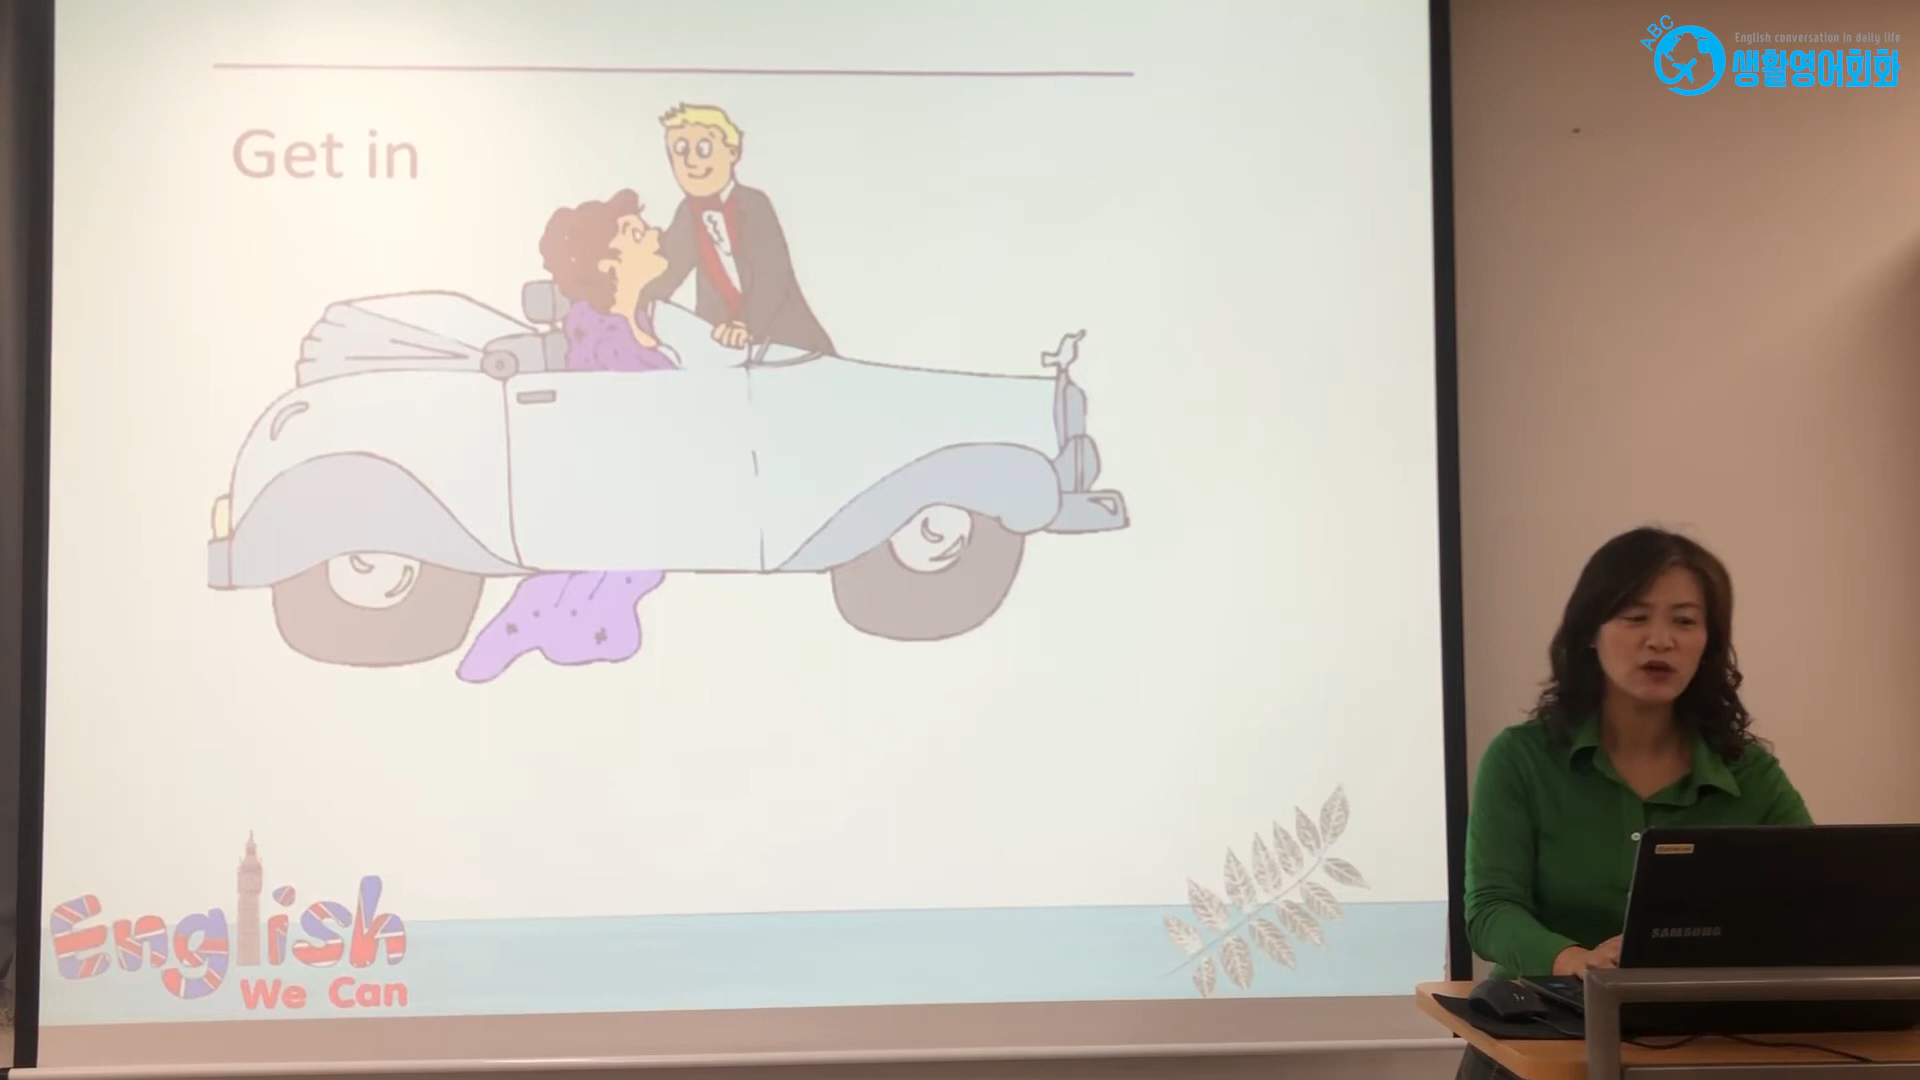 ABC
English conversation in daily life
생활영어회화
Get in
English
We Can
SAMSUNG